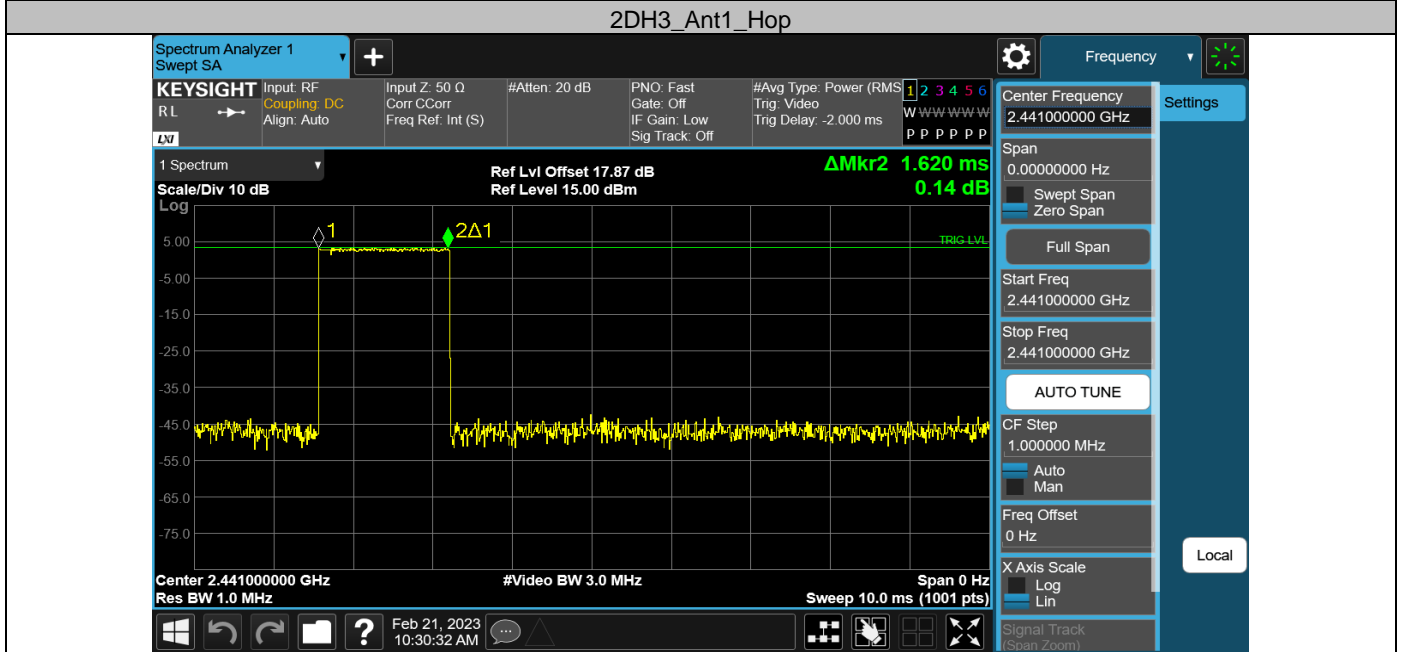 2DH3_Ant1_Hop
Spectrum Analyzer 1
Swept SA
+
Frequency
KEYSIGHT
RL
LXI
Input: RF
Coupling: DC
Align: Auto
Input Z: 50 Ω
Corr CCorr
Freq Ref: Int (S)
#Atten: 20 dB
PNO: Fast
Gate: Off
IF Gain: Low
Sig Track: Off
#Avg Type: Power (RMS
Trig: Video
Trig Delay: -2.000 ms
1 2 3 4 5 6
W W W W W W
P P P P P P
1 Spectrum
Scale/Div 10 dB
Log
Ref Lvl Offset 17.87 dB
Ref Level 15.00 dBm
ΔMkr2 1.620 ms
0.14 dB
1
2Δ1
TRIG LVL
5.00
-5.00
-15.0
-25.0
-35.0
-45.0
-55.0
-65.0
-75.0
Center 2.441000000 GHz
Res BW 1.0 MHz
#Video BW 3.0 MHz
Span 0 Hz
Sweep 10.0 ms (1001 pts)
?
Feb 21, 2023
10:30:32 AM
Center Frequency
2.441000000 GHz
Span
0.00000000 Hz
Swept Span
Zero Span
Full Span
Start Freq
2.441000000 GHz
Stop Freq
2.441000000 GHz
AUTO TUNE
CF Step
1.000000 MHz
Auto
Man
Freq Offset
0 Hz
X Axis Scale
Log
Lin
Signal Track
(Span Zoom)
Settings
Local